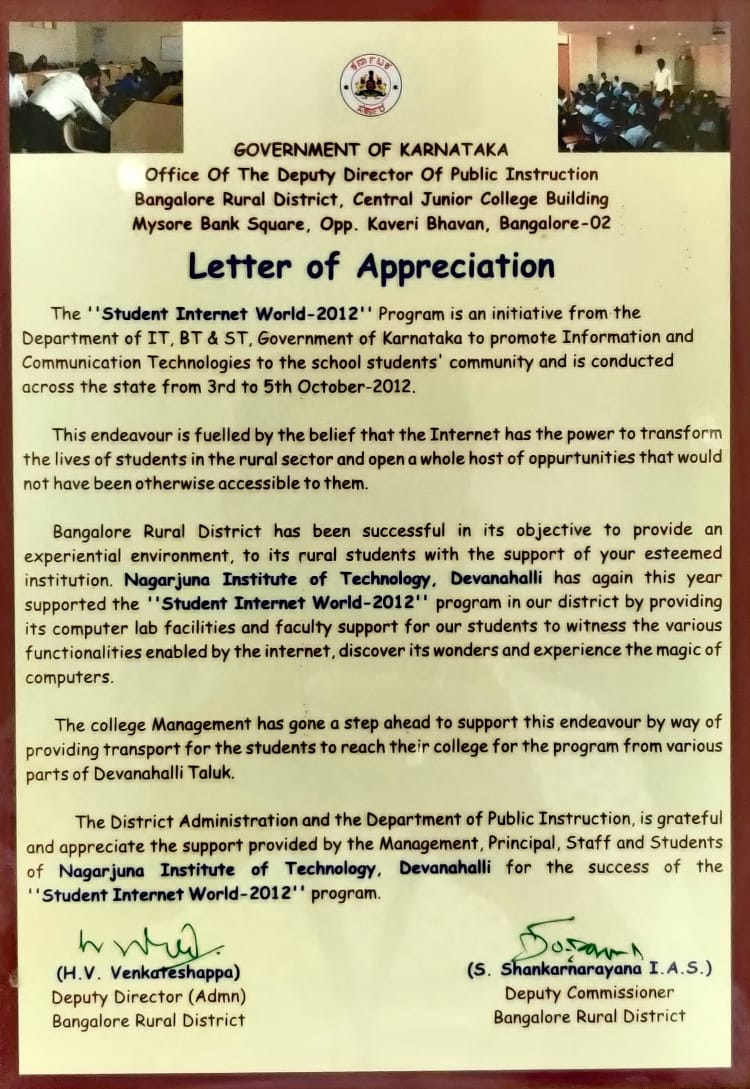 ಕರ್ನಾಟಕ
ಸರ್ಕಾರ
GOVERNMENT OF KARNATAKA
Office Of The Deputy Director Of Public Instruction
Bangalore Rural District, Central Junior College Building
Mysore Bank Square, Opp. Kaveri Bhavan, Bangalore-02
Letter of Appreciation
The ''Student Internet World-2012'' Program is an initiative from the
Department of IT, BT & ST, Government of Karnataka to promote Information and
Communication Technologies to the school students' community and is conducted
across the state from 3rd to 5th October-2012.
This endeavour is fuelled by the belief that the Internet has the power to transform
the lives of students in the rural sector and open a whole host of oppurtunities that would
not have been otherwise accessible to them.
Bangalore Rural District has been successful in its objective to provide an
experiential environment, to its rural students with the support of your esteemed
institution. Nagarjuna Institute of Technology, Devanahalli has again this year
supported the ''Student Internet World-2012'' program in our district by providing
its computer lab facilities and faculty support for our students to witness the various
functionalities enabled by the internet, discover its wonders and experience the magic of
computers.
The college Management has gone a step ahead to support this endeavour by way of
providing transport for the students to reach their college for the program from various
parts of Devanahalli Taluk.
The District Administration and the Department of Public Instruction, is grateful
and appreciate the support provided by the Management, Principal, Staff and Students
of Nagarjuna Institute of Technology, Devanahalli for the success of the
''Student Internet World-2012'' program.
(H.V. Venkateshappa)
Deputy Director (Admn)
Bangalore Rural District
(S. Shankarnarayana I.A.S.)
Deputy Commissioner
Bangalore Rural District